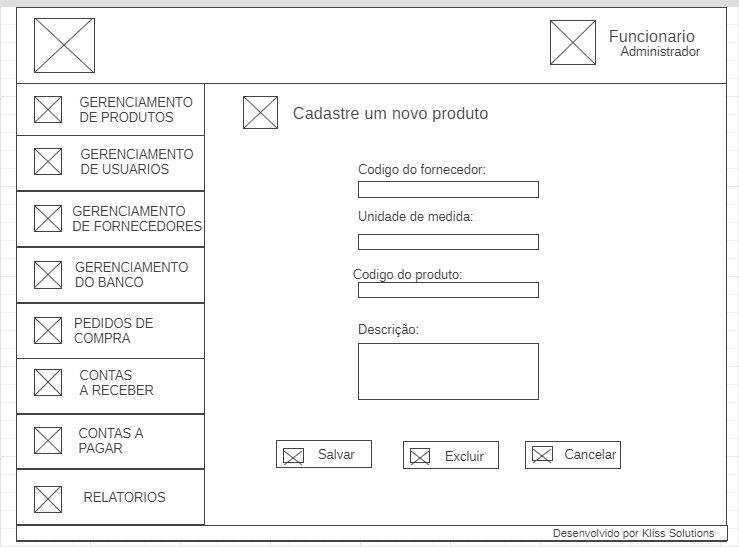 Funcionario
Administrador
GERENCIAMENTO
DE PRODUTOS
GERENCIAMENTO
DE USUARIOS
GERENCIAMENTO
DE FORNECEDORES
GERENCIAMENTO
DO BANCO
PEDIDOS DE
COMPRA
CONTAS
A RECEBER
CONTAS A
PAGAR
RELATORIOS
Cadastre um novo produto
Codigo do fornecedor:
Unidade de medida:
Codigo do produto:
Descrição:
Salvar
Excluir
Cancelar
Desenvolvido por Kliss Solutions